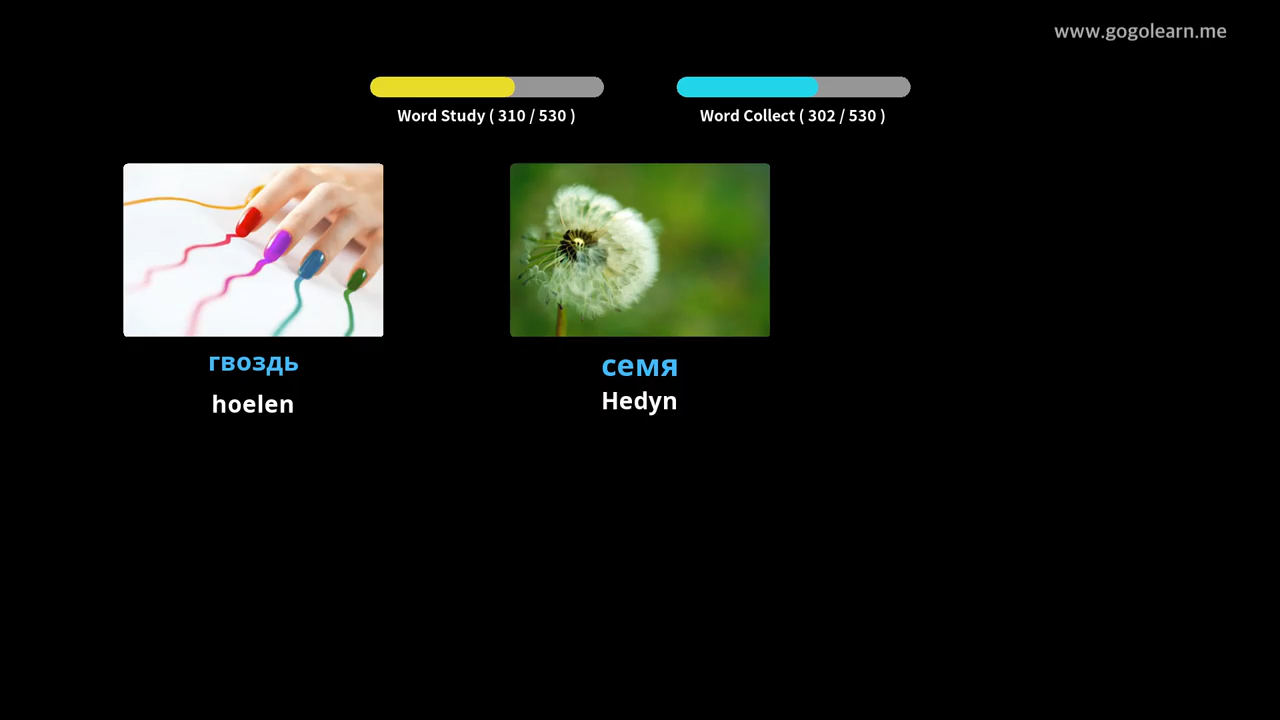 www.gogolearn.me
Word Study ( 310 / 530 )
Word Collect ( 302 / 530 )
гвоздь
hoelen
семя
Hedyn